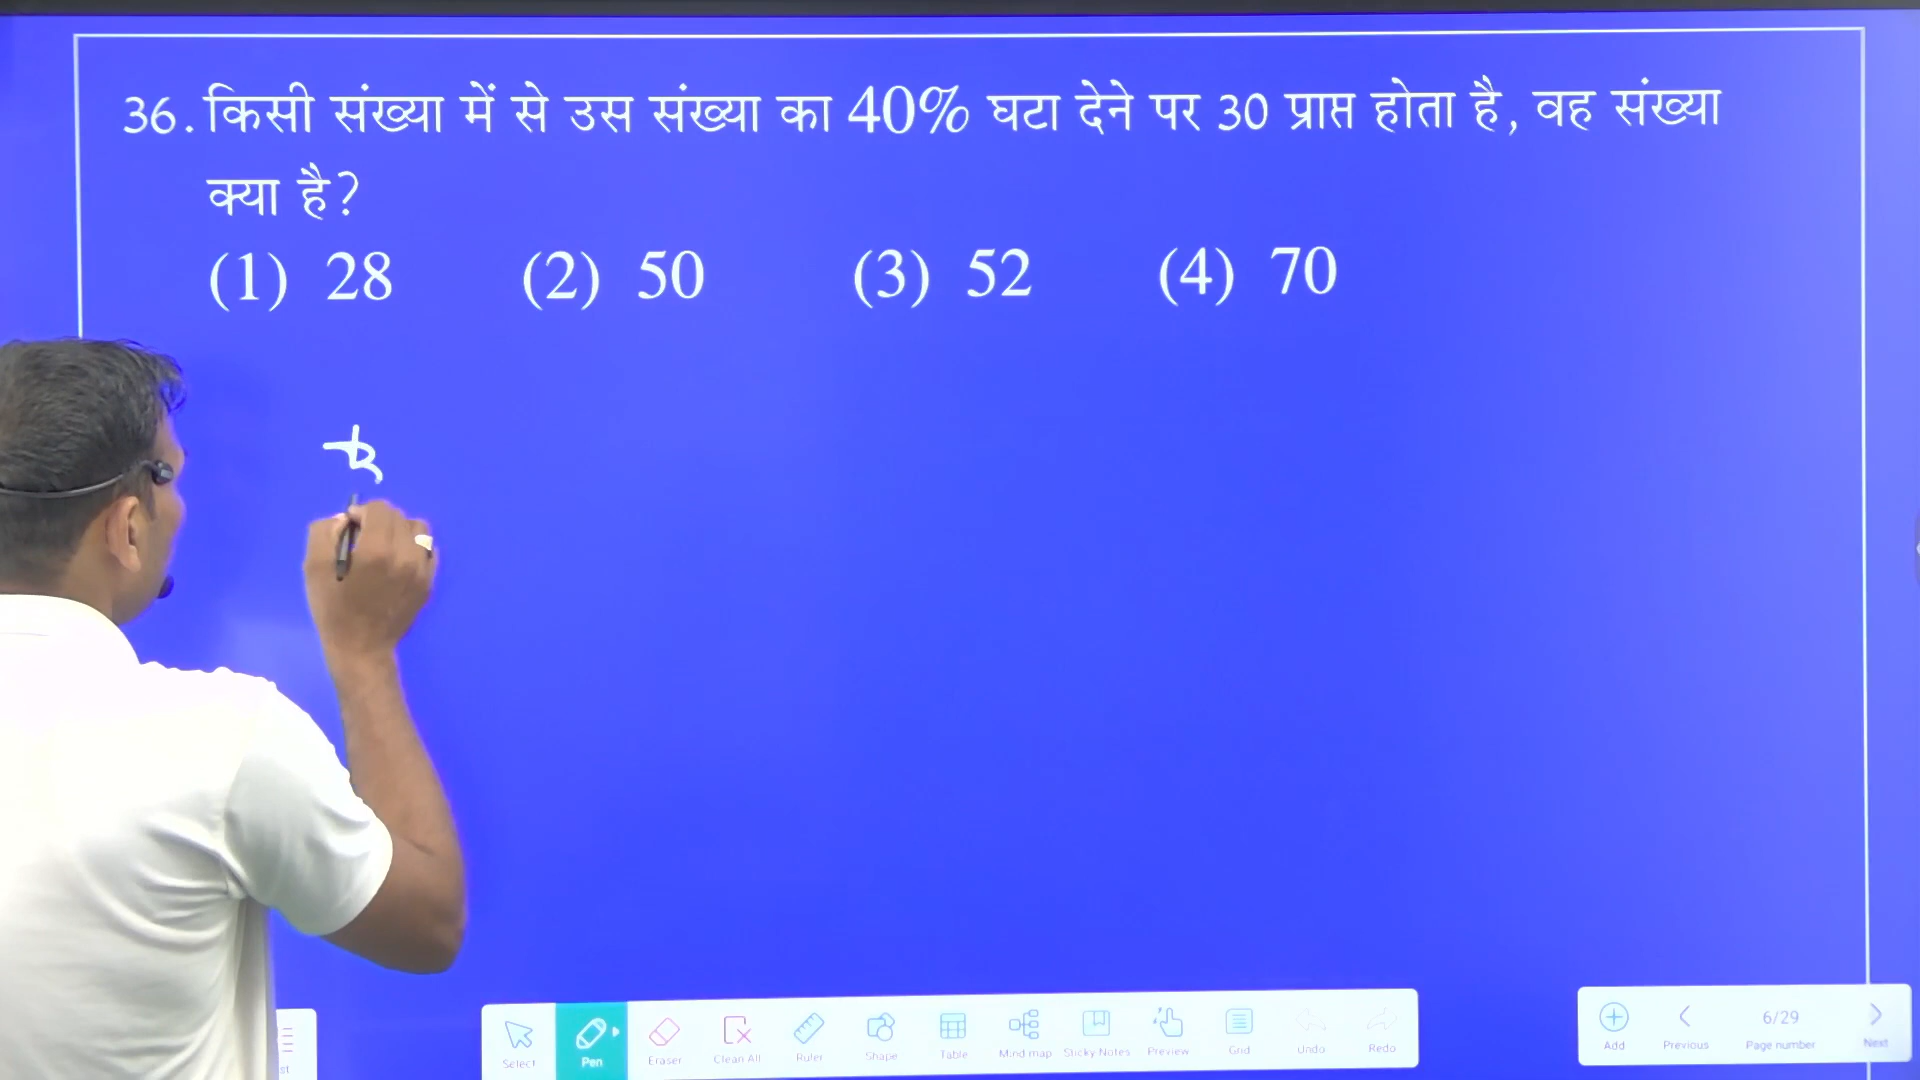 36. किसी संख्या में से उस संख्या का 40% घटा देने पर 30 प्राप्त होता है, वह संख्या
क्या है?
(1) 28 (2) 50 (3) 52 (4) 70
Select Pen Eraser Clean All Ruler Shape Table Mind map Sticky Notes Preview Grid Undo Redo
Add Previous 6/29 Page number Next